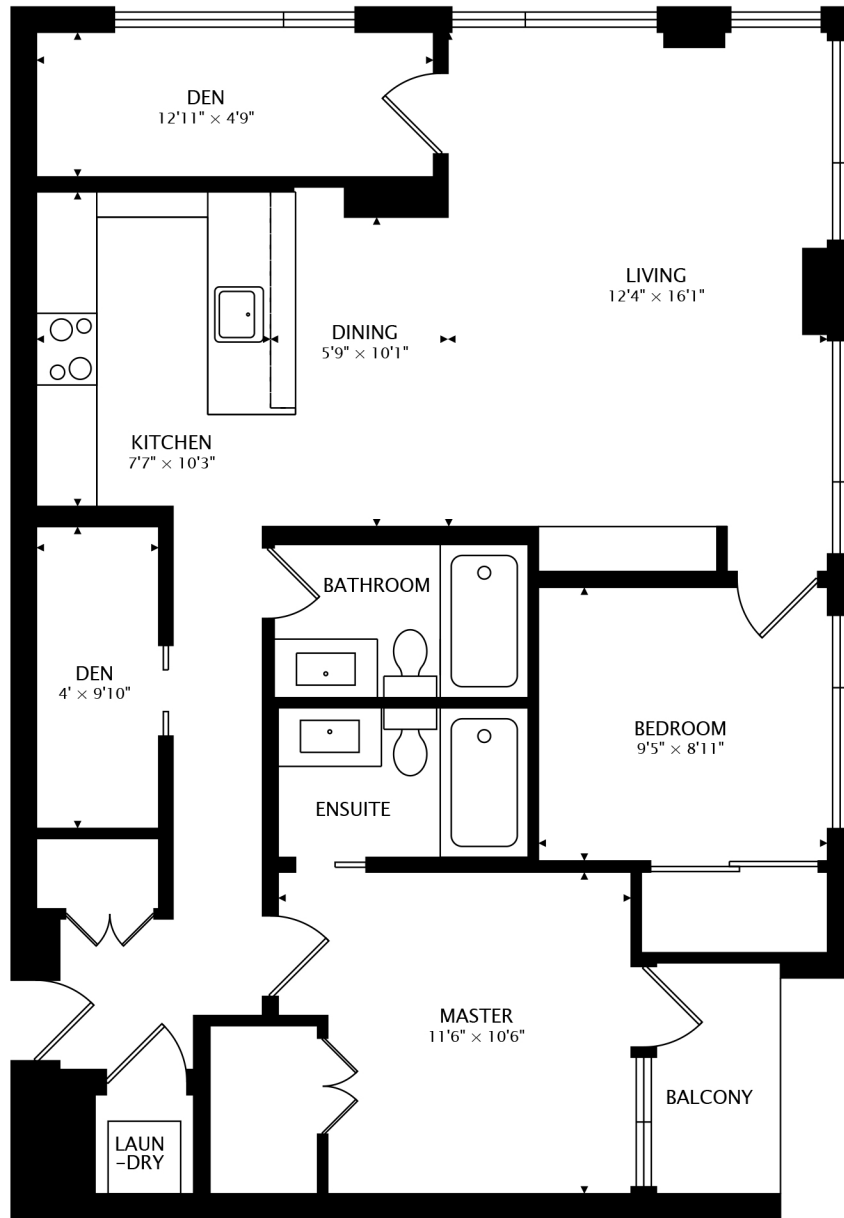 DEN
12'11" × 4'9"
LIVING
12'4" × 16'1"
DINING
5'9" × 10'1"
KITCHEN
7'7" × 10'3"
BATHROOM
DEN
4' × 9'10"
BEDROOM
9'5" × 8'11"
ENSUITE
MASTER
11'6" × 10'6"
BALCONY
LAUN
-DRY